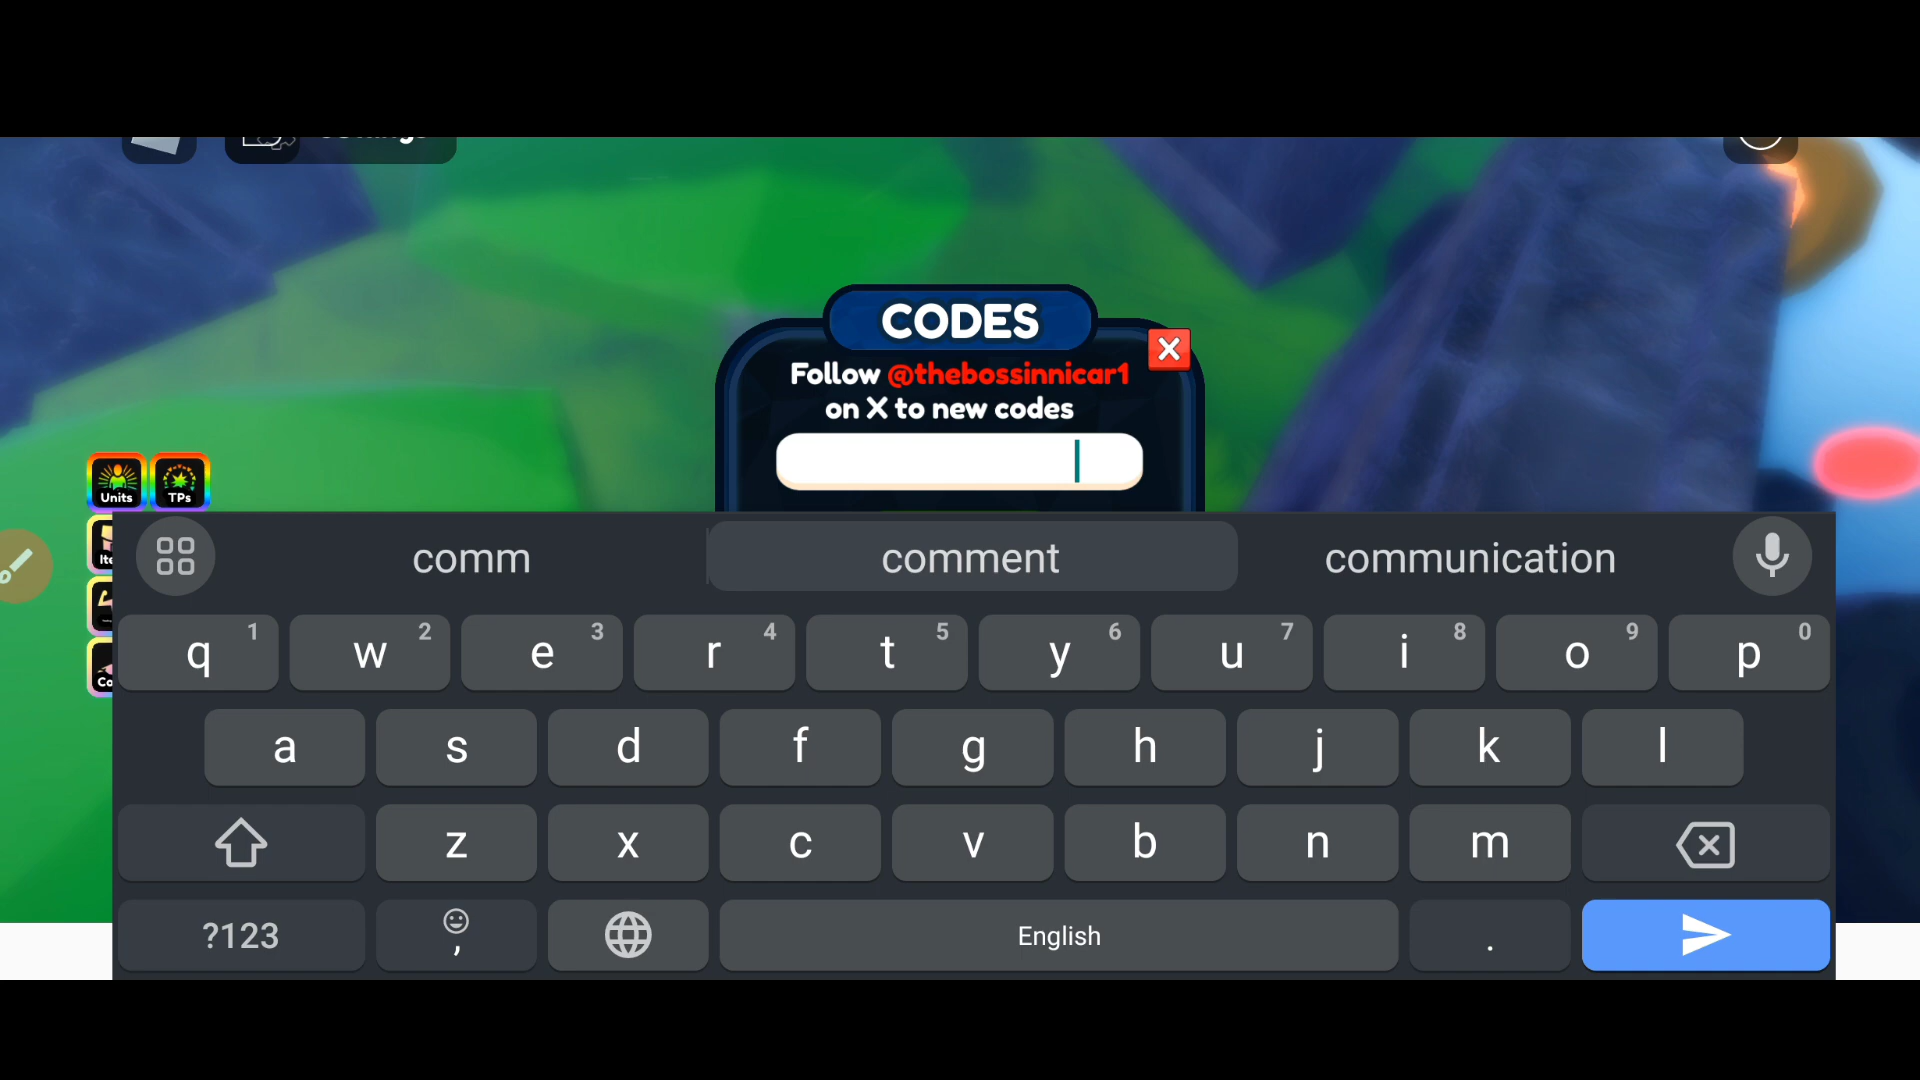 CODES
Follow @thebossinnicar1
on X to new codes
Units TPs
comm comment communication
q 1 w 2 e 3 r 4 t 5 y 6 u 7 i 8 o 9 p 0
a s d f g h j k l
z x c v b n m
?123 , English .